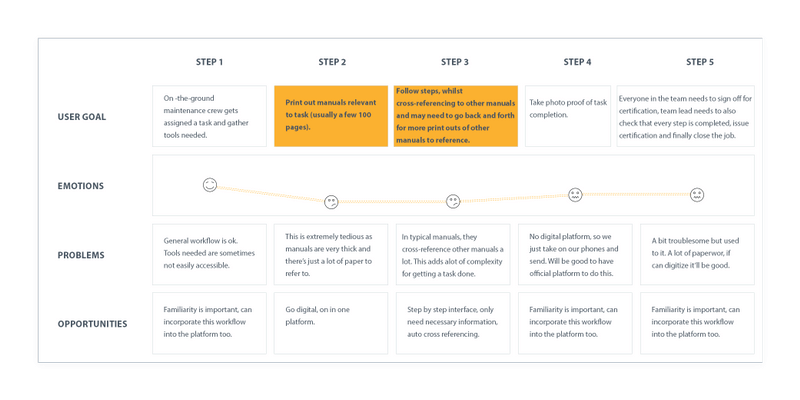 STEP 1
STEP 2
STEP 3
STEP 4
STEP 5
USER GOAL
On -the-ground
maintenance crew gets
assigned a task and gather
tools needed.
Print out manuals relevant
to task (usually a few 100
pages).
Follow steps, whilst
cross-referencing to other manuals
and may need to go back and forth
for more print outs of other
manuals to reference.
Take photo proof of task
completion.
Everyone in the team needs to sign off for
certification, team lead needs to also
check that every step is completed, issue
certification and finally close the job.
EMOTIONS
PROBLEMS
General workflow is ok.
Tools needed are sometimes
not easily accessible.
This is extremely tedious as
manuals are very thick and
there's just a lot of paper to
refer to.
In typical manuals, they
cross-reference other manuals a
lot. This adds alot of complexity
for getting a task done.
No digital platform, so we
just take on our phones and
send. Will be good to have
official platform to do this.
A bit troublesome but used
to it. A lot of paperwor, if
can digitize it'll be good.
OPPORTUNITIES
Familiarity is important, can
incorporate this workflow
into the platform too.
Go digital, on in one
platform.
Step by step interface, only
need necessary information,
auto cross referencing.
Familiarity is important, can
incorporate this workflow
into the platform too.
Familiarity is important, can
incorporate this workflow
into the platform too.